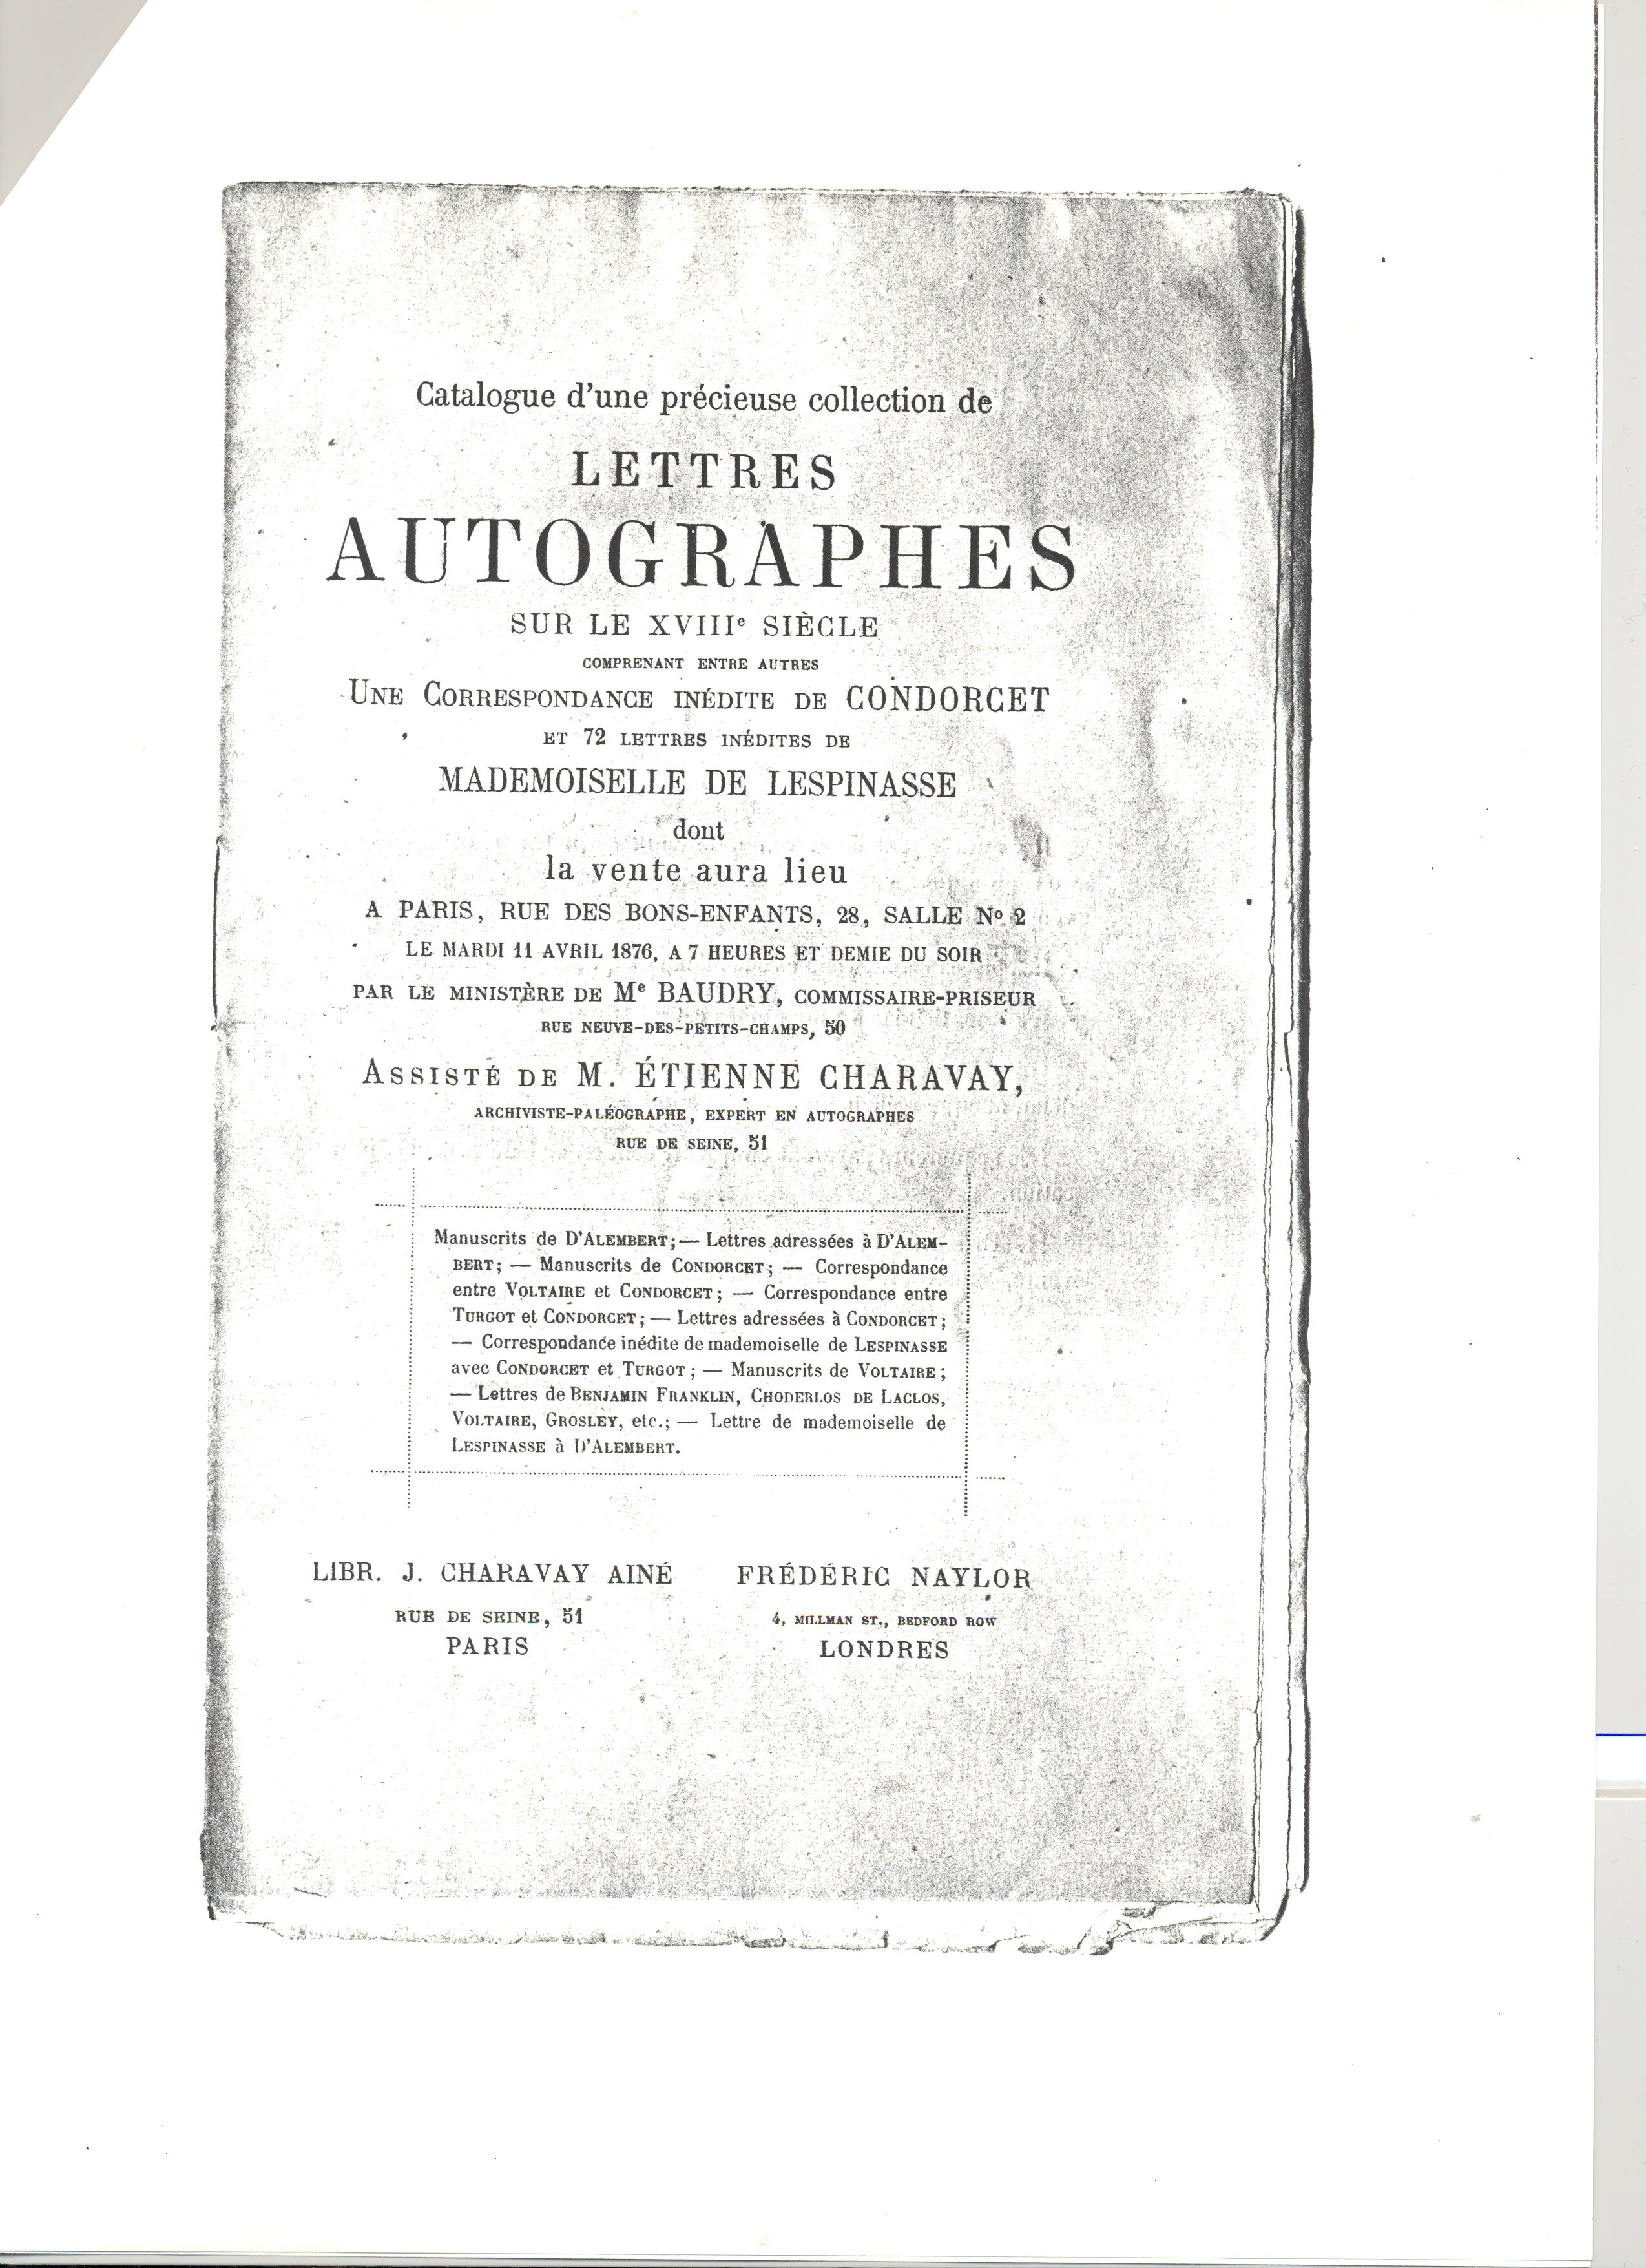 Catalogue d'une précieuse collection de
LETTRES
AUTOGRAPHES
SUR LE XVIIIe SIÈCLE
COMPRENANT ENTRE AUTRES
UNE CORRESPONDANCE INÉDITE DE CONDORCET
ET 72 LETTRES INÉDITES DE
MADEMOISELLE DE LESPINASSE
dont
la vente aura lieu
A PARIS, RUE DES BONS-ENFANTS, 28, SALLE No 2
LE MARDI 11 AVRIL 1876, A 7 HEURES ET DEMIE DU SOIR
PAR LE MINISTÈRE DE Me BAUDRY, COMMISSAIRE-PRISEUR
RUE NEUVE-DES-PETITS-CHAMPS, 50
ASSISTÉ DE M. ÉTIENNE CHARAVAY,
ARCHIVISTE-PALÉOGRAPHE, EXPERT EN AUTOGRAPHES
RUE DE SEINE, 51
Manuscrits de D'ALEMBERT; — Lettres adressées à D'ALEM-
BERT; — Manuscrits de CONDORCET; — Correspondance
entre VOLTAIRE et CONDORCET; — Correspondance entre
TURGOT et CONDORCET; — Lettres adressées à CONDORCET;
— Correspondance inédite de mademoiselle de LESPINASSE
avec CONDORCET et TURGOT; — Manuscrits de VOLTAIRE;
— Lettres de BENJAMIN FRANKLIN, CHODERLOS DE LACLOS,
VOLTAIRE, GROSLEY, etc.; — Lettre de mademoiselle de
LESPINASSE à D'ALEMBERT.
LIBR. J. CHARAVAY AINÉ
RUE DE SEINE, 51
PARIS
FRÉDÉRIC NAYLOR
4, MILLMAN ST., BEDFORD ROW
LONDRES